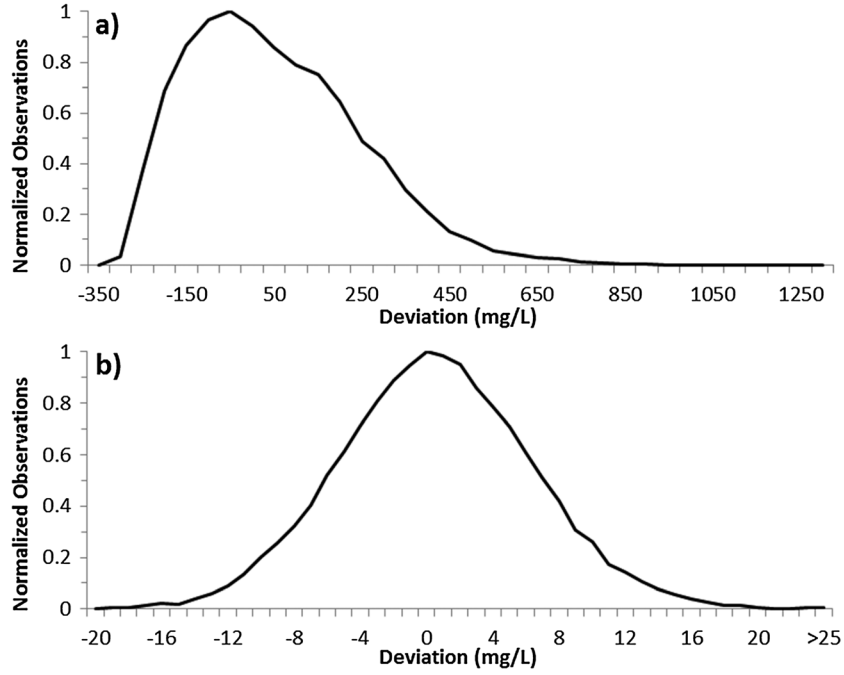 a)
Normalized Observations
1
0.8
0.6
0.4
0.2
0
-350 -150 50 250 450 650 850 1050 1250
Deviation (mg/L)
b)
Normalized Observations
1
0.8
0.6
0.4
0.2
0
-20 -16 -12 -8 -4 0 4 8 12 16 20 >25
Deviation (mg/L)